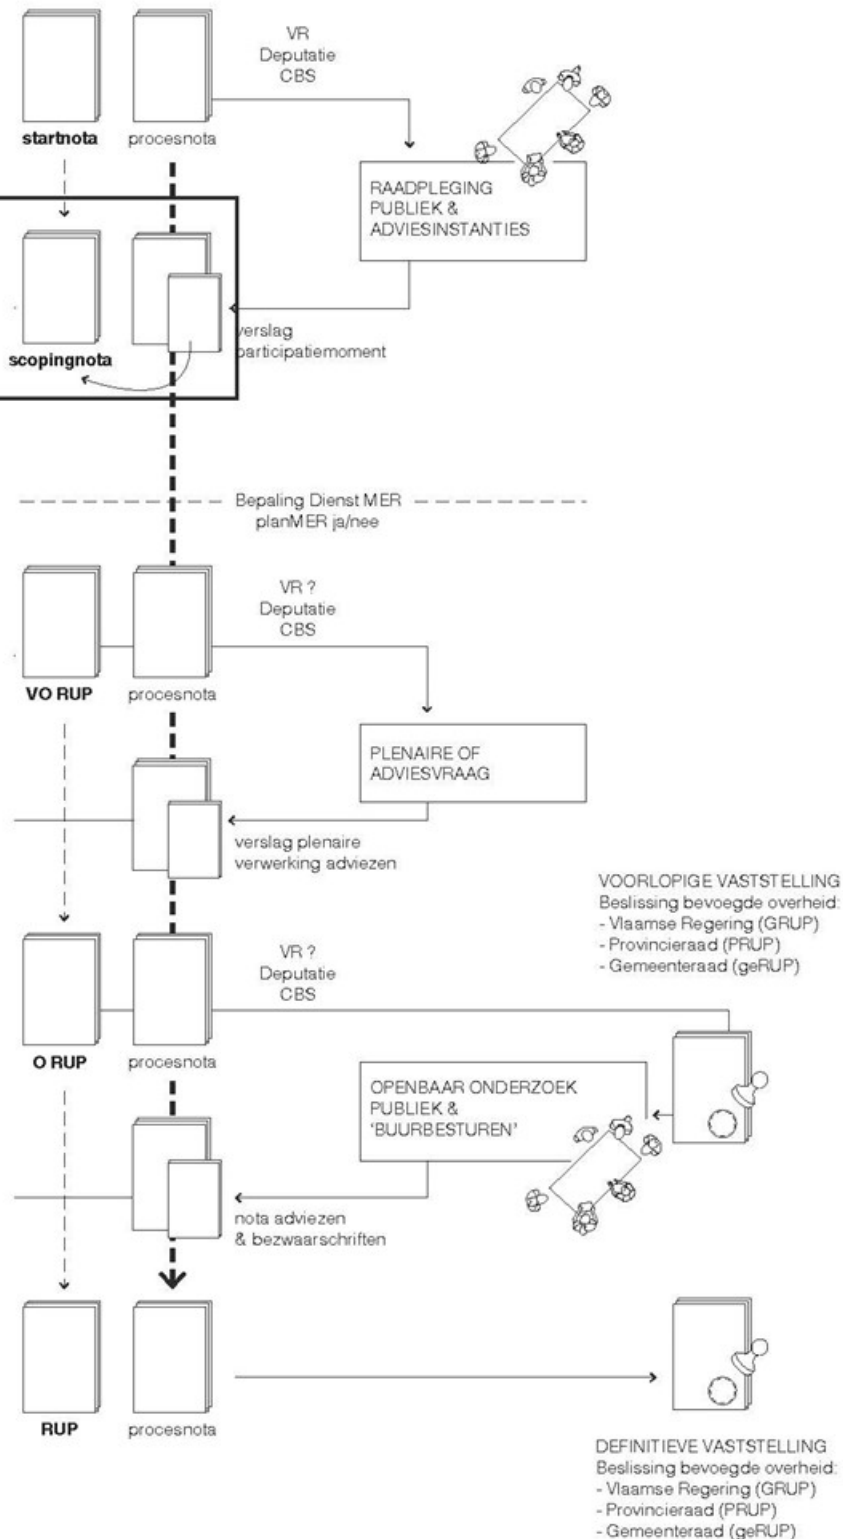 VR
Deputatie
CBS
startnota
procesnota
RAADPLEGING
PUBLIEK &
ADVIESINSTANTIES
verslag
participatiemoment
scopingnota
Bepaling Dienst MER
planMER ja/nee
VR ?
Deputatie
CBS
VO RUP
procesnota
PLENAIRE OF
ADVIESVRAAG
verslag plenaire
verwerking adviezen
VOORLOPIGE VASTSTELLING
Beslissing bevoegde overheid:
- Vlaamse Regering (GRUP)
- Provincieraad (PRUP)
- Gemeenteraad (geRUP)
VR ?
Deputatie
CBS
O RUP
procesnota
OPENBAAR ONDERZOEK
PUBLIEK &
'BUURBESTUREN'
nota adviezen
& bezwaarschriften
RUP
procesnota
DEFINITIEVE VASTSTELLING
Beslissing bevoegde overheid:
- Vlaamse Regering (GRUP)
- Provincieraad (PRUP)
- Gemeenteraad (geRUP)